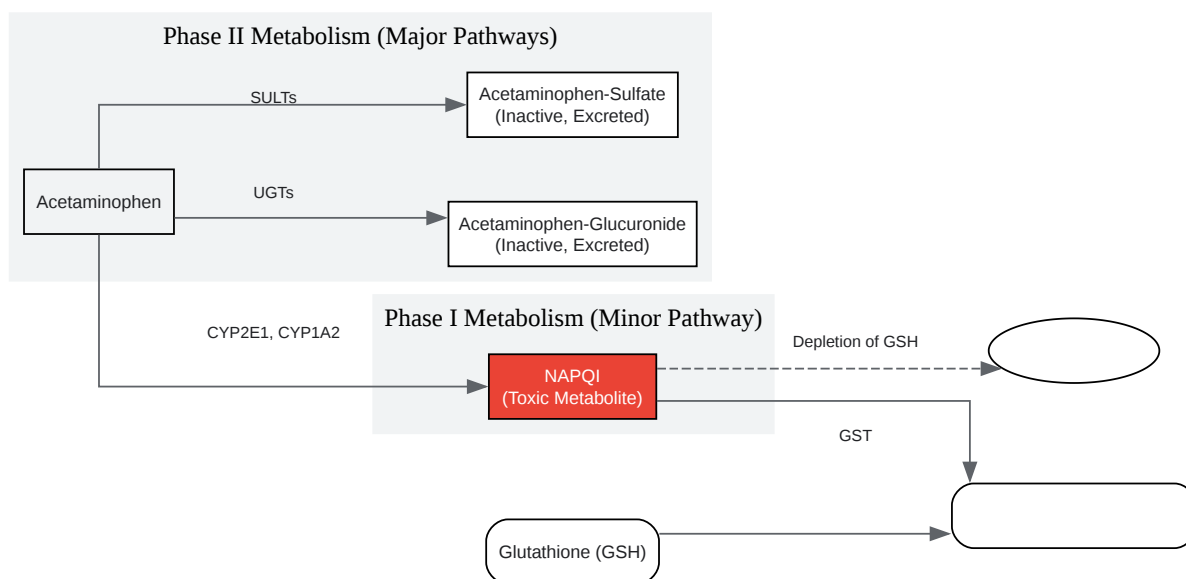 Phase II Metabolism (Major Pathways)
SULTs
Acetaminophen-Sulfate
(Inactive, Excreted)
Acetaminophen
UGTs
Acetaminophen-Glucuronide
(Inactive, Excreted)
CYP2E1, CYP1A2
Phase I Metabolism (Minor Pathway)
NAPQI
(Toxic Metabolite)
Depletion of GSH
GST
Glutathione (GSH)